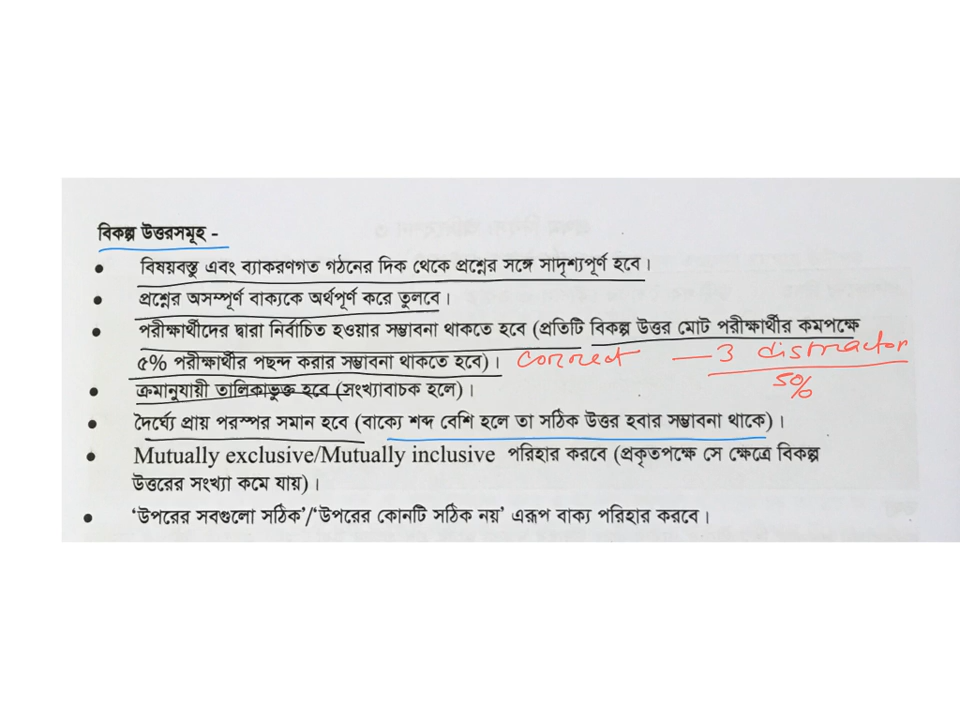 বিকল্প উত্তরসমূহ -
• বিষয়বস্তু এবং ব্যাকরণগত গঠনের দিক থেকে প্রশ্নের সঙ্গে সাদৃশ্যপূর্ণ হবে।
• প্রশ্নের অসম্পূর্ণ বাক্যকে অর্থপূর্ণ করে তুলবে।
• পরীক্ষার্থীদের দ্বারা নির্বাচিত হওয়ার সম্ভাবনা থাকতে হবে (প্রতিটি বিকল্প উত্তর মোট পরীক্ষার্থীর কমপক্ষে
৫% পরীক্ষার্থীর পছন্দ করার সম্ভাবনা থাকতে হবে)। correct — 3 distractor
5%
• ক্রমানুযায়ী তালিকাভুক্ত হবে (সংখ্যাবাচক হলে)।
• দৈর্ঘ্যে প্রায় পরস্পর সমান হবে (বাক্যে শব্দ বেশি হলে তা সঠিক উত্তর হবার সম্ভাবনা থাকে)।
• Mutually exclusive/Mutually inclusive পরিহার করবে (প্রকৃতপক্ষে সে ক্ষেত্রে বিকল্প
উত্তরের সংখ্যা কমে যায়)।
• ‘উপরের সবগুলো সঠিক’/‘উপরের কোনটি সঠিক নয়’ এরূপ বাক্য পরিহার করবে।